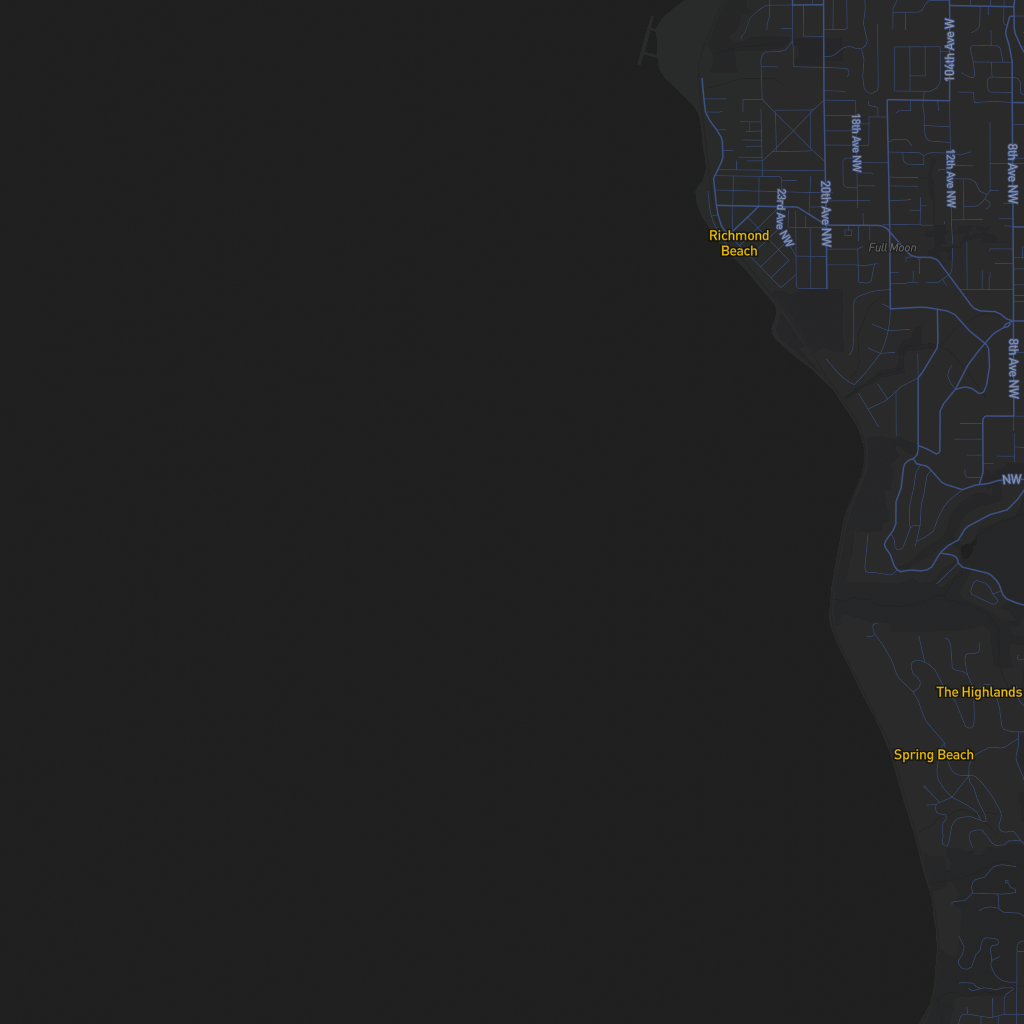 104th Ave W
18th Ave NW
8th Ave NW
12th Ave NW
20th Ave NW
23rd Ave NW
Richmond
Beach
Full Moon
8th Ave NW
NW
The Highlands
Spring Beach